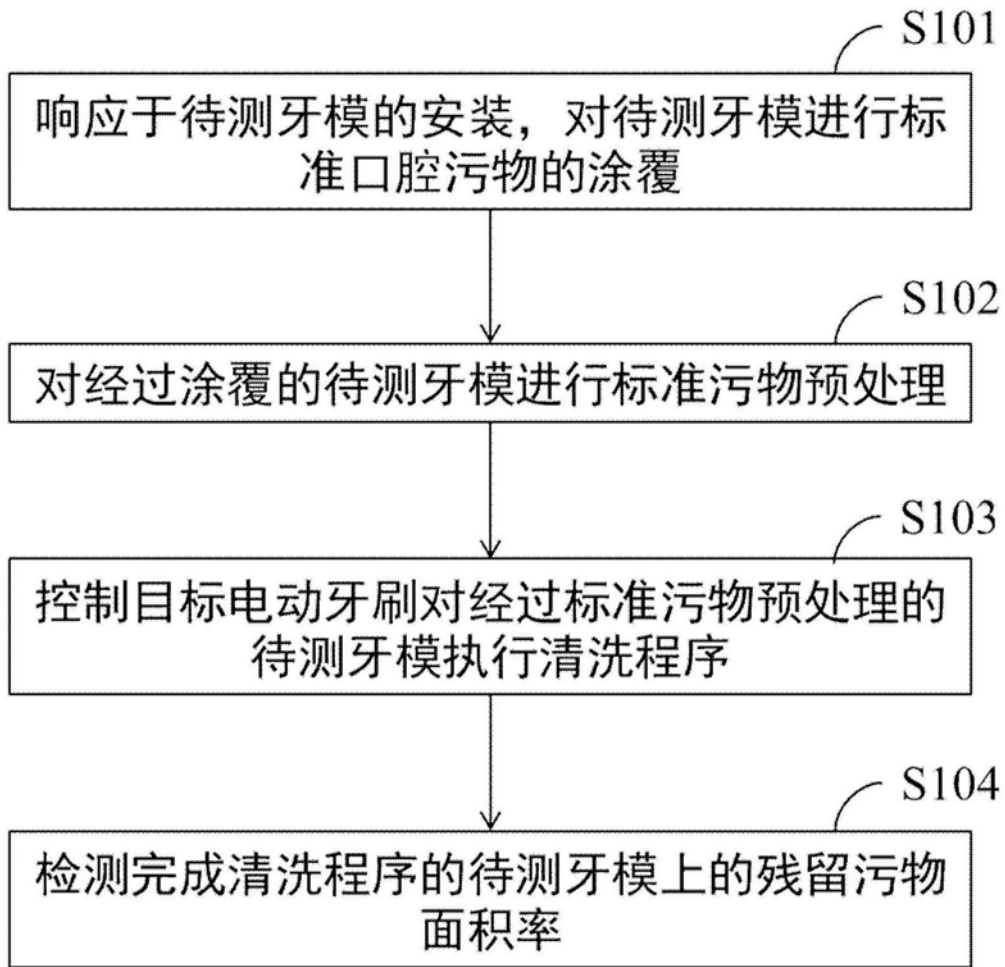 S101
响应于待测牙模的安装，对待测牙模进行标
准口腔污物的涂覆
S102
对经过涂覆的待测牙模进行标准污物预处理
S103
控制目标电动牙刷对经过标准污物预处理的
待测牙模执行清洗程序
S104
检测完成清洗程序的待测牙模上的残留污物
面积率